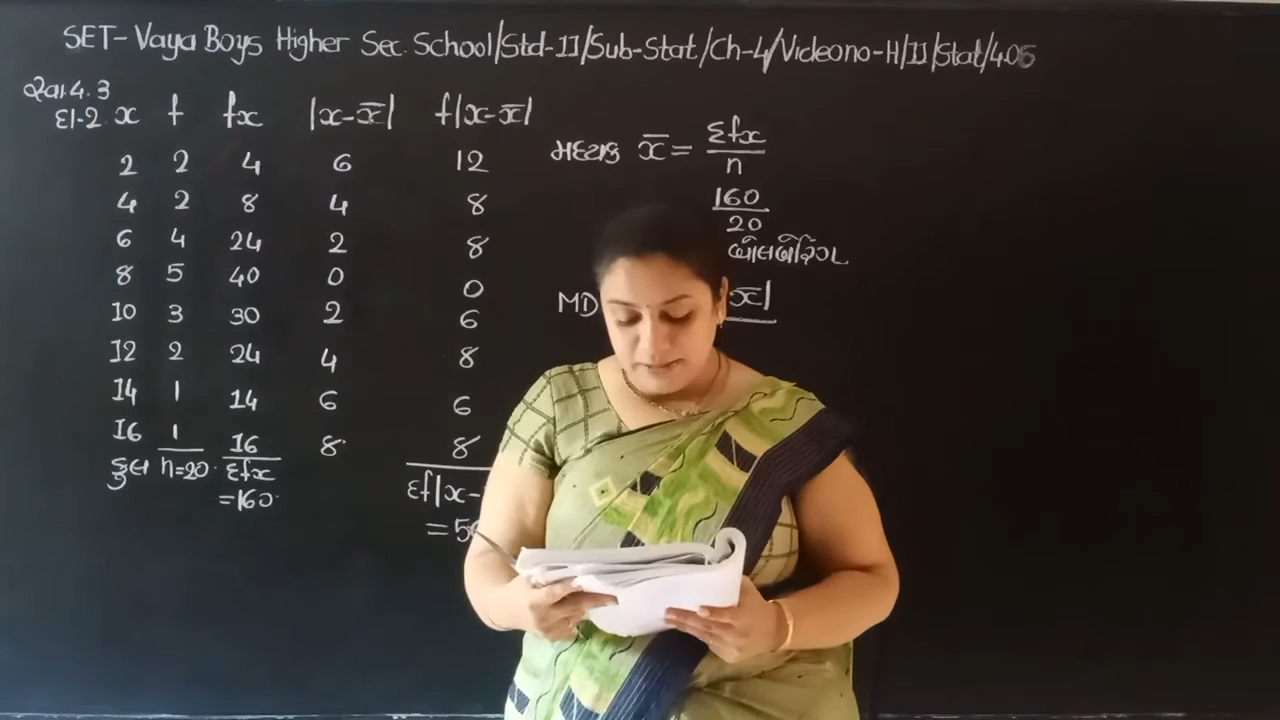 SET- Vaya Boys Higher Sec. School/Std-11/Sub-Stat/Ch-4/Videono-H/11/Stat/4.05
સ્વા.4.3
દા-2. x f fx |x-x̅| f|x-x̅|
2 2 4 6 12
4 2 8 4 8
6 4 24 2 8
8 5 40 0 0
10 3 30 2 6
12 2 24 4 8
14 1 14 6 6
16 1 16 8 8
કુલ n=20 Σfx Σf|x-
=160 =5
મધ્યક x̅ = Σfx
n
160
20
MD x̅|